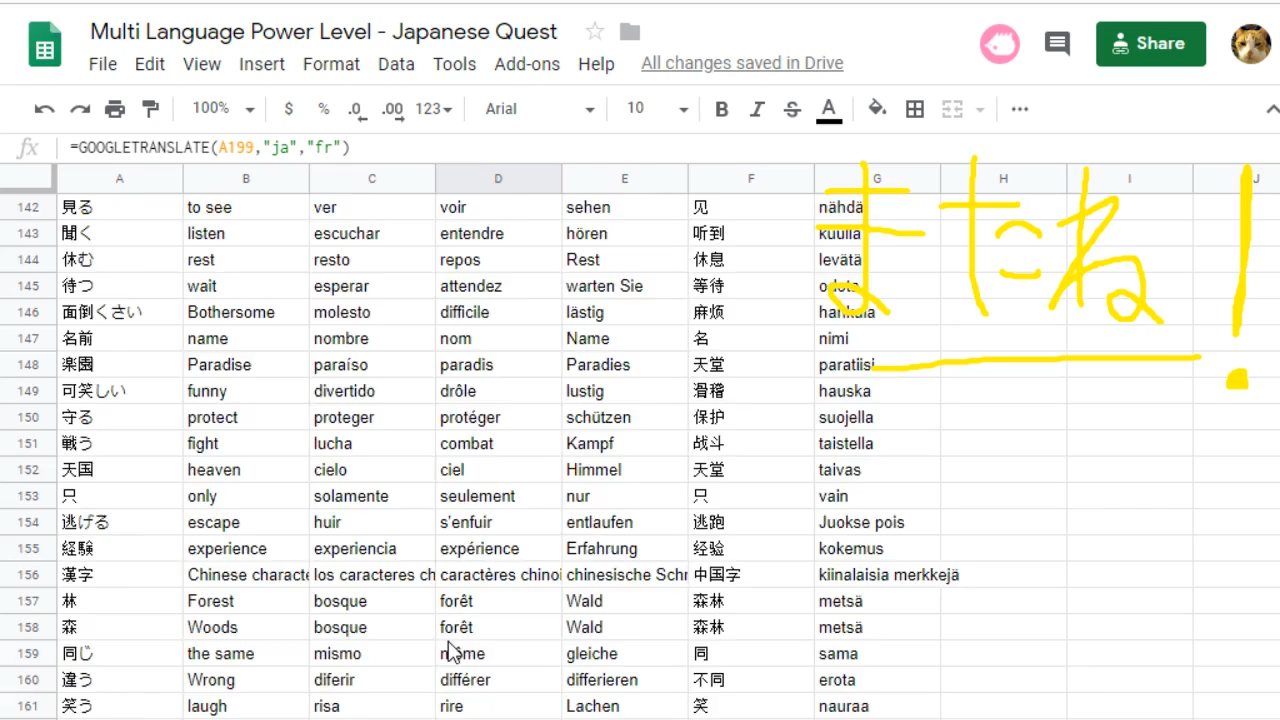 Multi Language Power Level - Japanese Quest
File Edit View Insert Format Data Tools Add-ons Help All changes saved in Drive Share
100% $ % .0 .00 123 Arial 10 B I S A
fx =GOOGLETRANSLATE(A199,"ja","fr")
A B C D E F G H I J
142 見る to see ver voir sehen 见 nähdä
143 聞く listen escuchar entendre hören 听到 kuulla
144 休む rest resto repos Rest 休息 levätä
145 待つ wait esperar attendez warten Sie 等待
146 面倒くさい Bothersome molesto difficile lästig 麻烦 hankala
147 名前 name nombre nom Name 名 nimi
148 楽園 Paradise paraíso paradis Paradies 天堂 paratiisi
149 可笑しい funny divertido drôle lustig 滑稽 hauska
150 守る protect proteger protéger schützen 保护 suojella
151 戦う fight lucha combat Kampf 战斗 taistella
152 天国 heaven cielo ciel Himmel 天堂 taivas
153 只 only solamente seulement nur 只 vain
154 逃げる escape huir s'enfuir entlaufen 逃跑 Juokse pois
155 経験 experience experiencia expérience Erfahrung 经验 kokemus
156 漢字 Chinese characte los caracteres ch caractères chinoi chinesische Schr 中国字 kiinalaisia merkkejä
157 林 Forest bosque forêt Wald 森林 metsä
158 森 Woods bosque forêt Wald 森林 metsä
159 同じ the same mismo même gleiche 同 sama
160 違う Wrong diferir différer differieren 不同 erota
161 笑う laugh risa rire Lachen 笑 nauraa
またね!